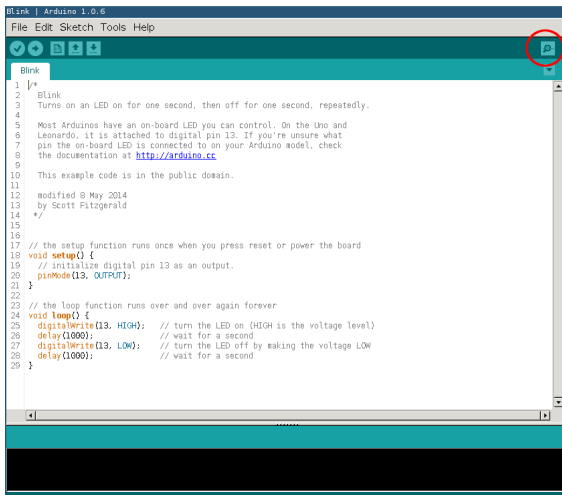 Blink | Arduino 1.0.6
File Edit Sketch Tools Help
Blink
1 /*
2   Blink
3   Turns on an LED on for one second, then off for one second, repeatedly.
4
5   Most Arduinos have an on-board LED you can control. On the Uno and
6   Leonardo, it is attached to digital pin 13. If you're unsure what
7   pin the on-board LED is connected to on your Arduino model, check
8   the documentation at http://arduino.cc
9
10   This example code is in the public domain.
11
12   modified 8 May 2014
13   by Scott Fitzgerald
14  */
15
16
17 // the setup function runs once when you press reset or power the board
18 void setup() {
19   // initialize digital pin 13 as an output.
20   pinMode(13, OUTPUT);
21 }
22
23 // the loop function runs over and over again forever
24 void loop() {
25   digitalWrite(13, HIGH);   // turn the LED on (HIGH is the voltage level)
26   delay(1000);              // wait for a second
27   digitalWrite(13, LOW);    // turn the LED off by making the voltage LOW
28   delay(1000);              // wait for a second
29 }